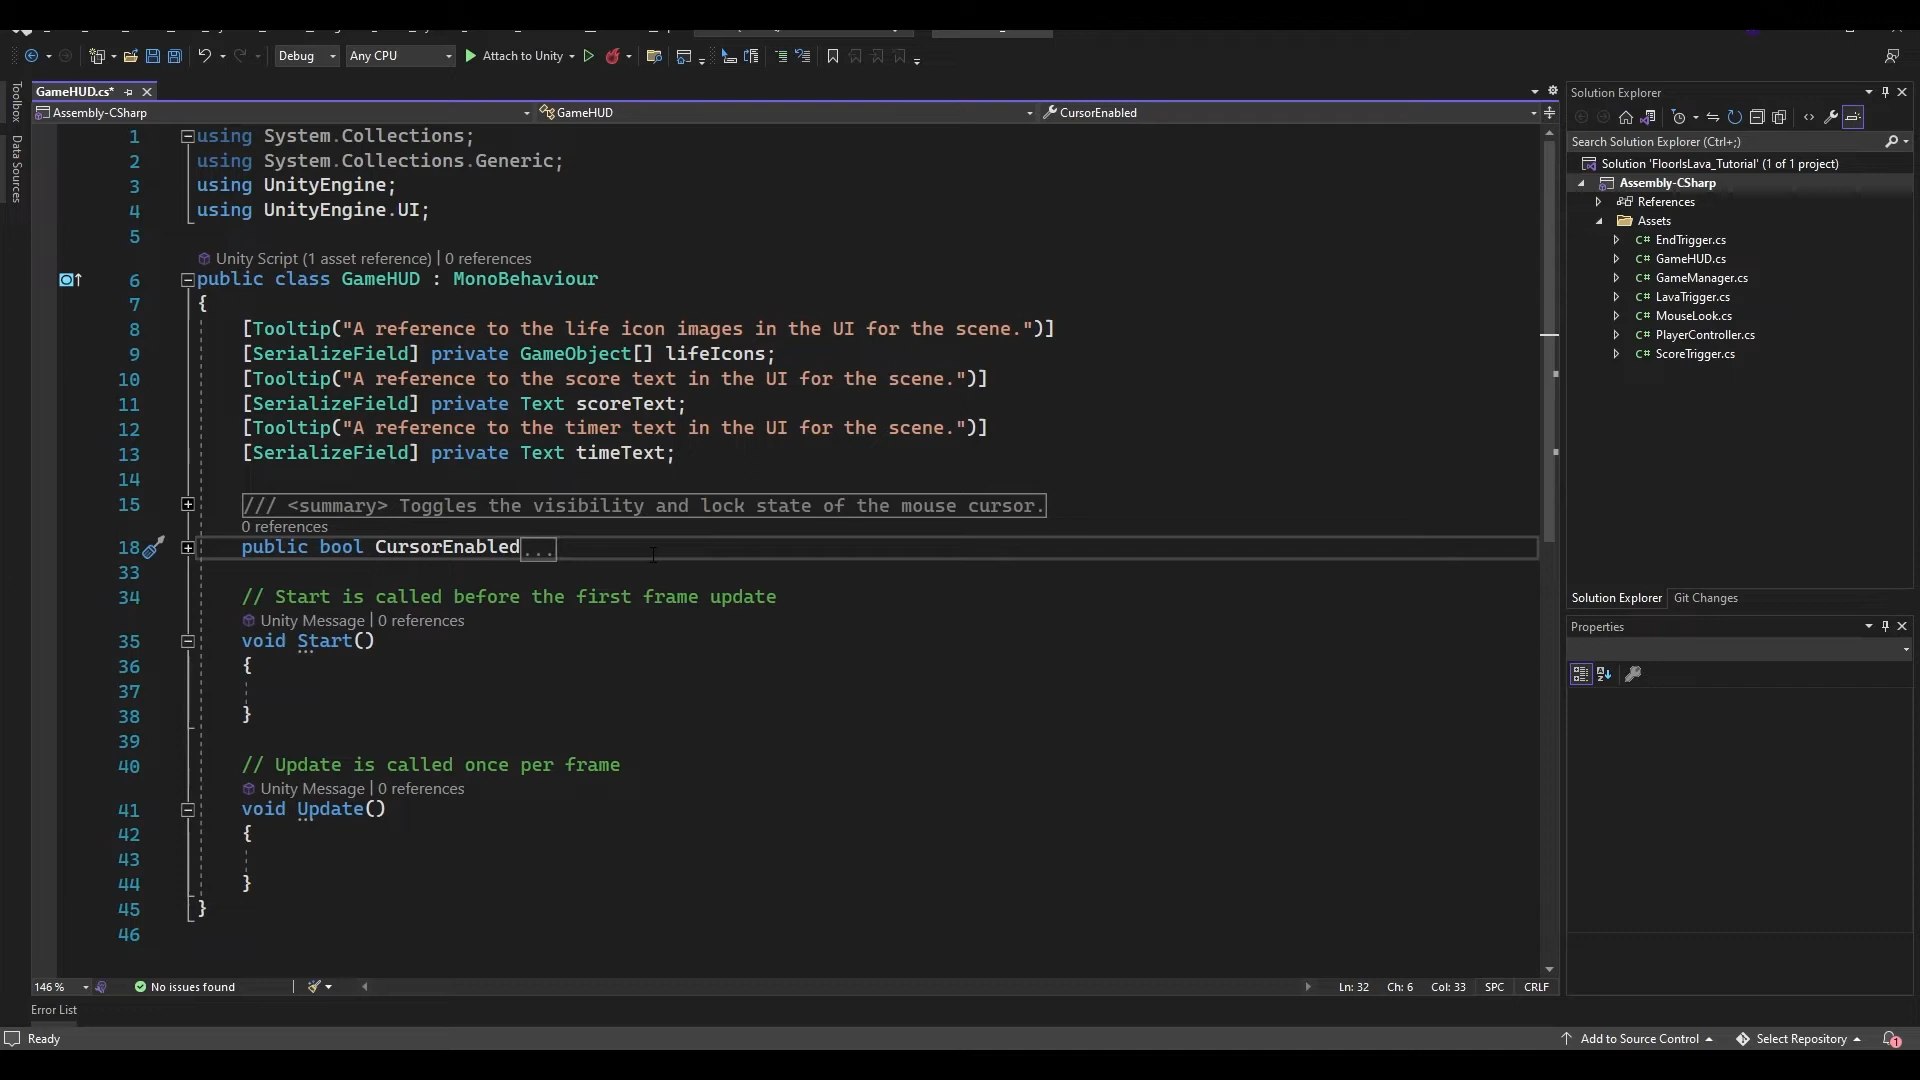 Debug
Any CPU
Attach to Unity
GameHUD.cs*
Assembly-CSharp
GameHUD
CursorEnabled
Toolbox
Data Sources
1 using System.Collections;
2 using System.Collections.Generic;
3 using UnityEngine;
4 using UnityEngine.UI;
5
Unity Script (1 asset reference) | 0 references
6 public class GameHUD : MonoBehaviour
7 {
8 [Tooltip("A reference to the life icon images in the UI for the scene.")]
9 [SerializeField] private GameObject[] lifeIcons;
10 [Tooltip("A reference to the score text in the UI for the scene.")]
11 [SerializeField] private Text scoreText;
12 [Tooltip("A reference to the timer text in the UI for the scene.")]
13 [SerializeField] private Text timeText;
14
15 /// <summary> Toggles the visibility and lock state of the mouse cursor.
0 references
18 public bool CursorEnabled...
33
34 // Start is called before the first frame update
Unity Message | 0 references
35 void Start()
36 {
37
38 }
39
40 // Update is called once per frame
Unity Message | 0 references
41 void Update()
42 {
43
44 }
45 }
46
146 %
No issues found
Ln: 32 Ch: 6 Col: 33 SPC CRLF
Error List
Ready
Solution Explorer
Search Solution Explorer (Ctrl+;)
Solution 'FloorIsLava_Tutorial' (1 of 1 project)
Assembly-CSharp
References
Assets
C# EndTrigger.cs
C# GameHUD.cs
C# GameManager.cs
C# LavaTrigger.cs
C# MouseLook.cs
C# PlayerController.cs
C# ScoreTrigger.cs
Solution Explorer Git Changes
Properties
Add to Source Control
Select Repository
1